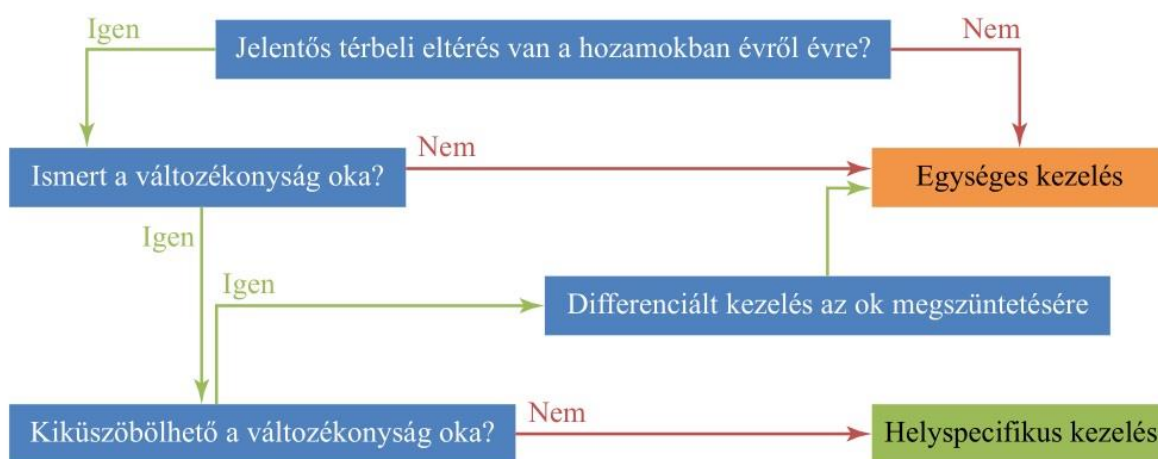 Igen
Jelentős térbeli eltérés van a hozamokban évről évre?
Nem
Ismert a változékonyság oka?
Nem
Egységes kezelés
Igen
Igen
Differenciált kezelés az ok megszüntetésére
Kiküszöbölhető a változékonyság oka?
Nem
Helyspecifikus kezelés